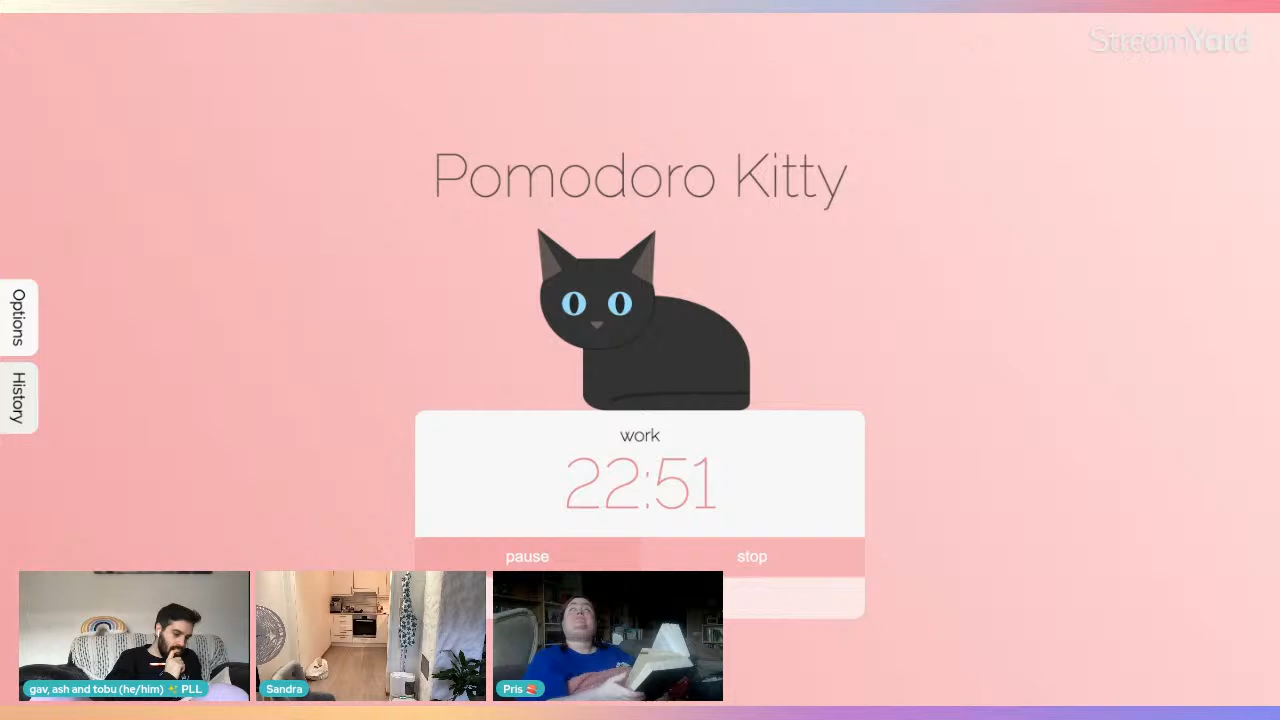 StreamYard
Pomodoro Kitty
Options
History
work
22:51
pause
stop
gav, ash and tobu (he/him) ✨ PLL
Sandra
Pris